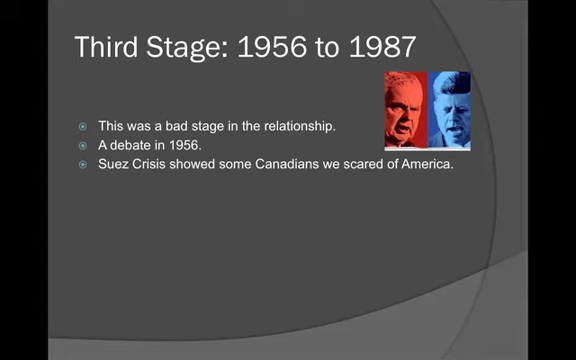 Third Stage: 1956 to 1987
This was a bad stage in the relationship.
A debate in 1956.
Suez Crisis showed some Canadians we scared of America.